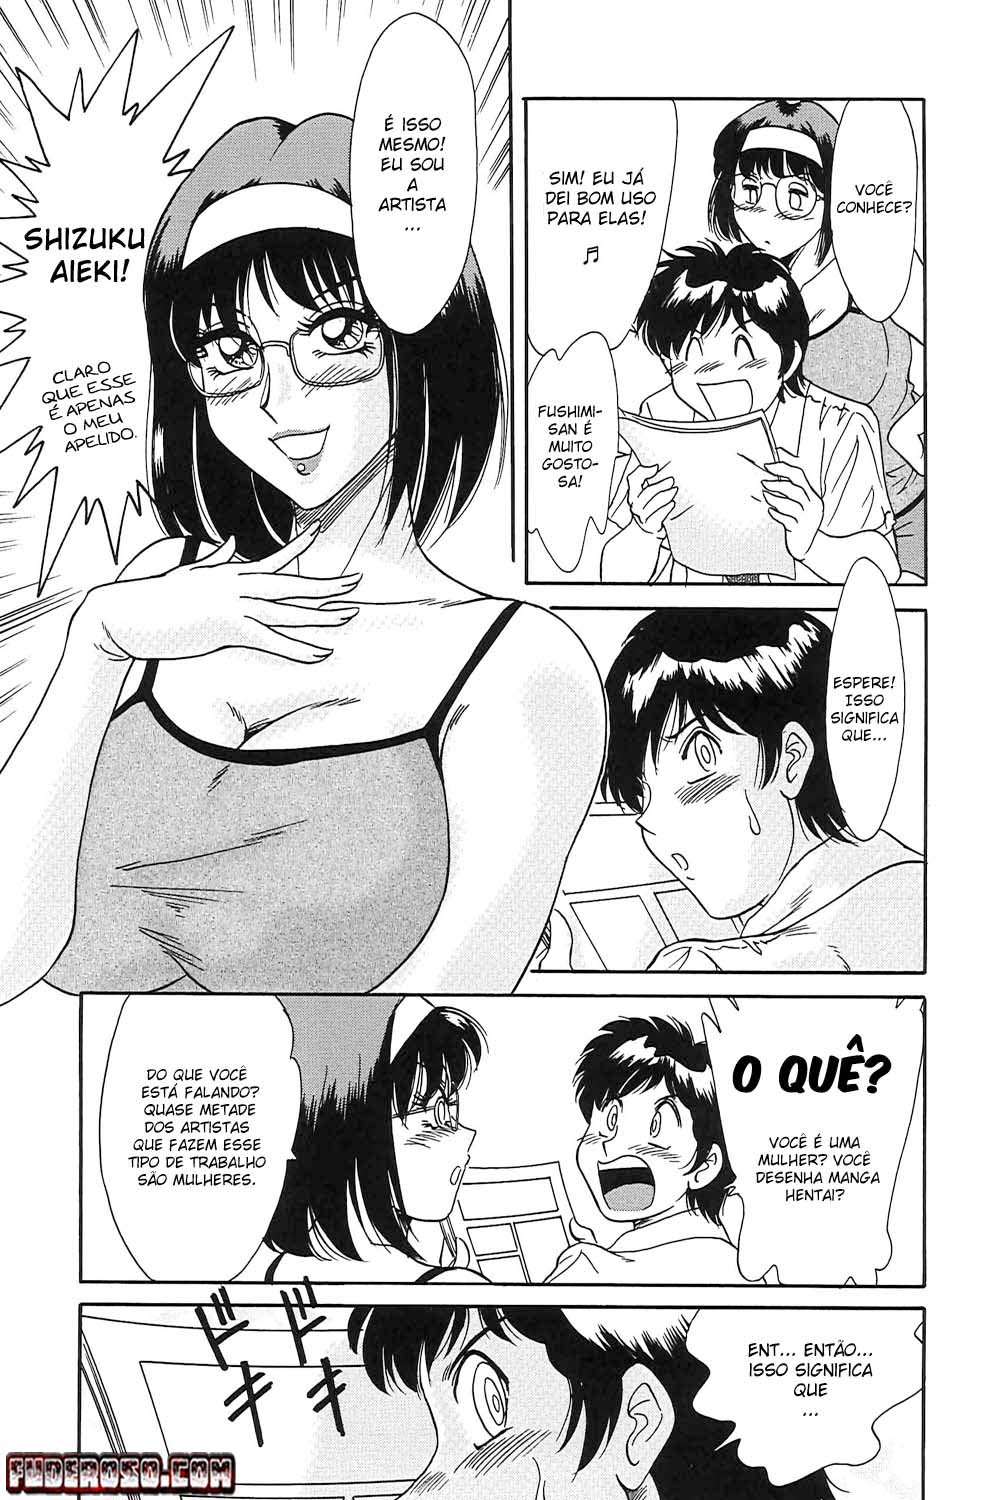 VOCÊ
CONHECE?
SIM! EU JÁ
DEI BOM USO
PARA ELAS!
♬
FUSHIMI-
SAN É
MUITO
GOSTO-
SA!
ESPERE!
ISSO
SIGNIFICA
QUE...
É ISSO
MESMO!
EU SOU
A
ARTISTA
...
SHIZUKU
AIEKI!
CLARO
QUE ESSE
É APENAS
O MEU
APELIDO.
O QUÊ?
VOCÊ É UMA
MULHER? VOCÊ
DESENHA MANGA
HENTAI?
DO QUE VOCÊ
ESTÁ FALANDO?
QUASE METADE
DOS ARTISTAS
QUE FAZEM ESSE
TIPO DE TRABALHO
SÃO MULHERES.
ENT... ENTÃO...
ISSO SIGNIFICA
QUE
...
ドキ
ドキ
FUDEROSO.COM